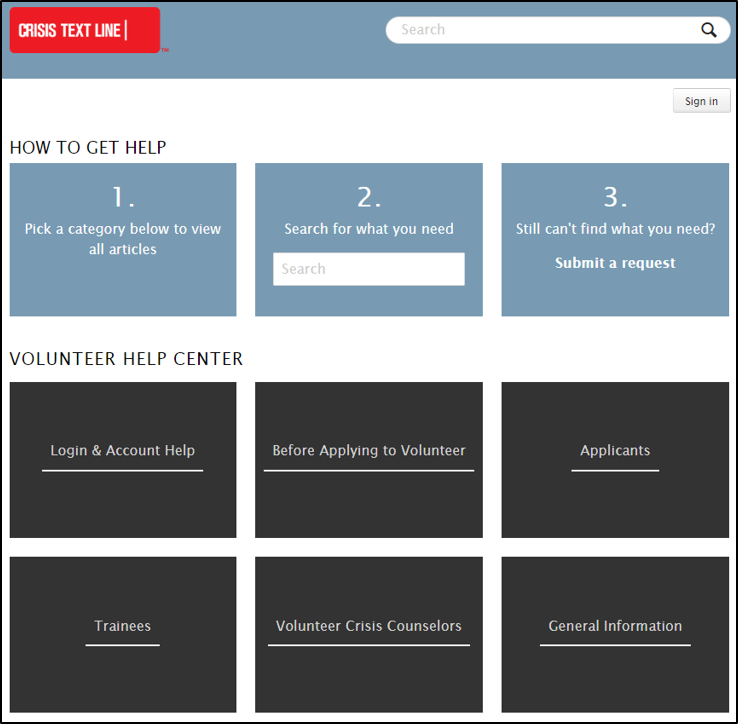 CRISIS TEXT LINE|
™
Search
Sign in
HOW TO GET HELP
1.
Pick a category below to view
all articles
2.
Search for what you need
Search
3.
Still can't find what you need?
Submit a request
VOLUNTEER HELP CENTER
Login & Account Help
Before Applying to Volunteer
Applicants
Trainees
Volunteer Crisis Counselors
General Information